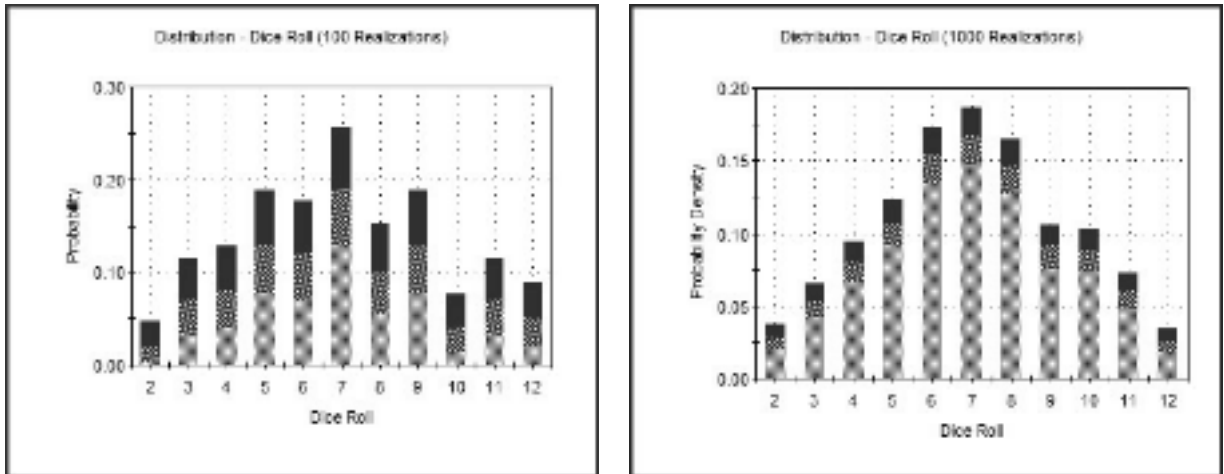 Distribution - Dice Roll (100 Realizations)
0.30
0.20
0.10
0.00
Probability
2 3 4 5 6 7 8 9 10 11 12
Dice Roll
Distribution - Dice Roll (1000 Realizations)
0.20
0.15
0.10
0.05
0.00
Probability Density
2 3 4 5 6 7 8 9 10 11 12
Dice Roll